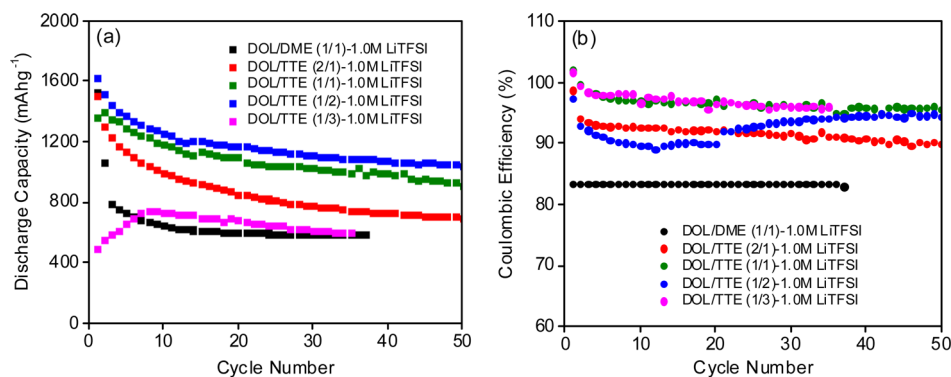 (a)
DOL/DME (1/1)-1.0M LiTFSI
DOL/TTE (2/1)-1.0M LiTFSI
DOL/TTE (1/1)-1.0M LiTFSI
DOL/TTE (1/2)-1.0M LiTFSI
DOL/TTE (1/3)-1.0M LiTFSI
2000
1600
1200
800
400
0
Discharge Capacity (mAhg⁻¹)
0 10 20 30 40 50
Cycle Number
(b)
110
100
90
80
70
60
Coulombic Efficiency (%)
DOL/DME (1/1)-1.0M LiTFSI
DOL/TTE (2/1)-1.0M LiTFSI
DOL/TTE (1/1)-1.0M LiTFSI
DOL/TTE (1/2)-1.0M LiTFSI
DOL/TTE (1/3)-1.0M LiTFSI
0 10 20 30 40 50
Cycle Number